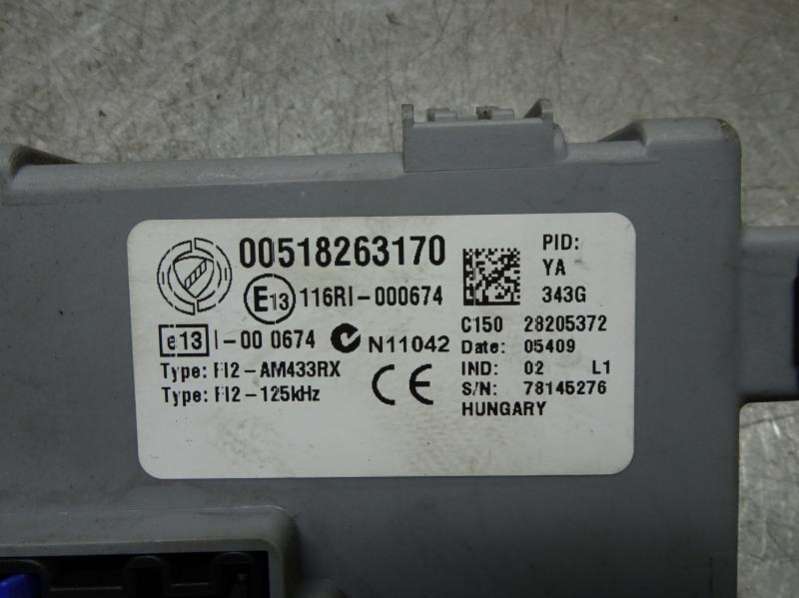 00518263170
E13 116RI-000674
e13 I-00 0674 N11042
Type: FI2-AM433RX
Type: FI2-125kHz
CE
PID:
YA
343G
C150 28205372
Date: 05409
IND: 02 L1
S/N: 78145276
HUNGARY